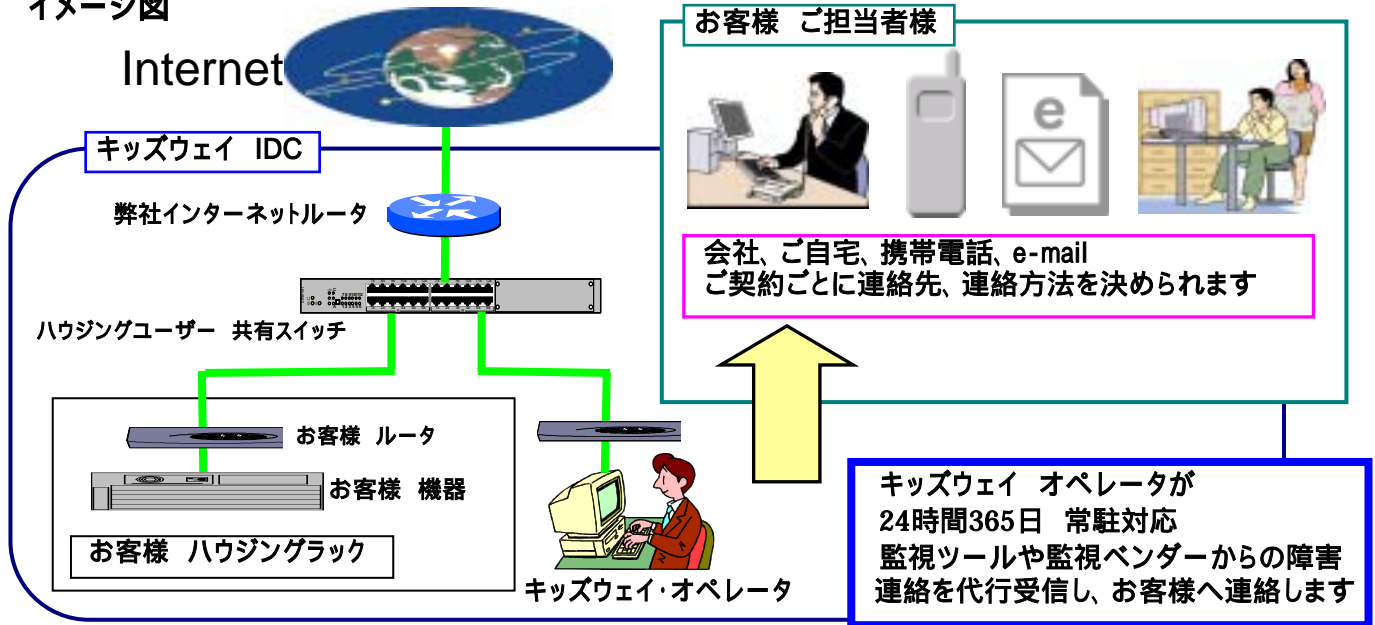 イメージ図
Internet
お客様 ご担当者様
e
キッズウェイ IDC
弊社インターネットルータ
会社、ご自宅、携帯電話、e-mail
ご契約ごとに連絡先、連絡方法を決められます
ハウジングユーザー 共有スイッチ
お客様 ルータ
お客様 機器
お客様 ハウジングラック
キッズウェイ・オペレータ
キッズウェイ オペレータが
24時間365日 常駐対応
監視ツールや監視ベンダーからの障害
連絡を代行受信し、お客様へ連絡します